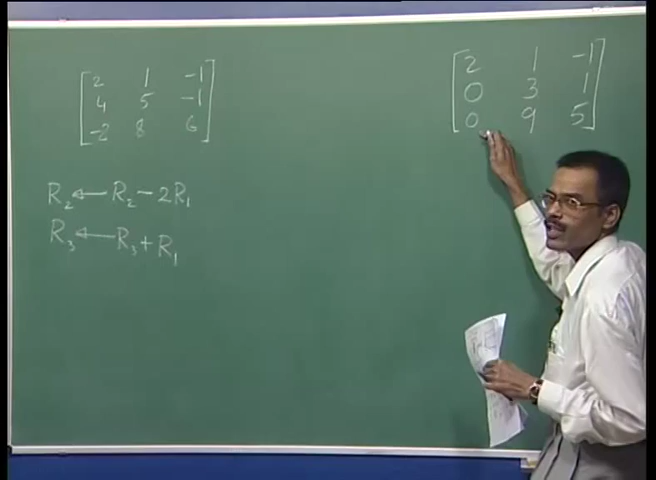 2 1 -1
4 5 -1
-2 8 6
R₂ ← R₂ - 2R₁
R₃ ← R₃ + R₁
2 1 -1
0 3 1
0 9 5